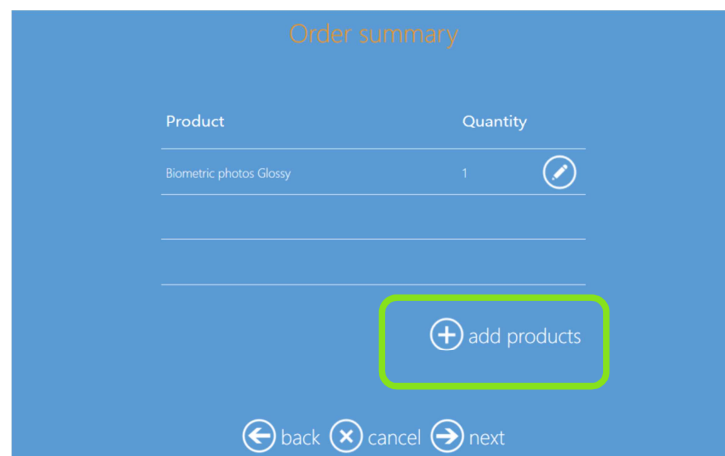 Order summary
Product Quantity
Biometric photos Glossy 1
add products
back cancel next